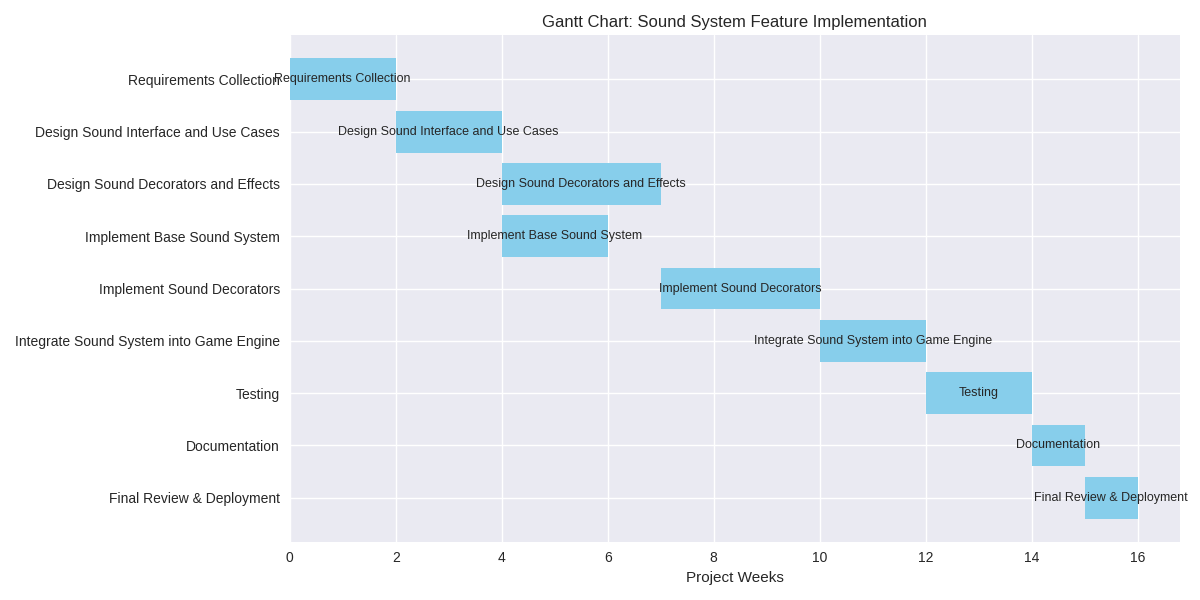 Gantt Chart: Sound System Feature Implementation
Requirements Collection
Requirements Collection
Design Sound Interface and Use Cases
Design Sound Interface and Use Cases
Design Sound Decorators and Effects
Design Sound Decorators and Effects
Implement Base Sound System
Implement Base Sound System
Implement Sound Decorators
Implement Sound Decorators
Integrate Sound System into Game Engine
Integrate Sound System into Game Engine
Testing
Testing
Documentation
Documentation
Final Review & Deployment
Final Review & Deployment
0 2 4 6 8 10 12 14 16
Project Weeks